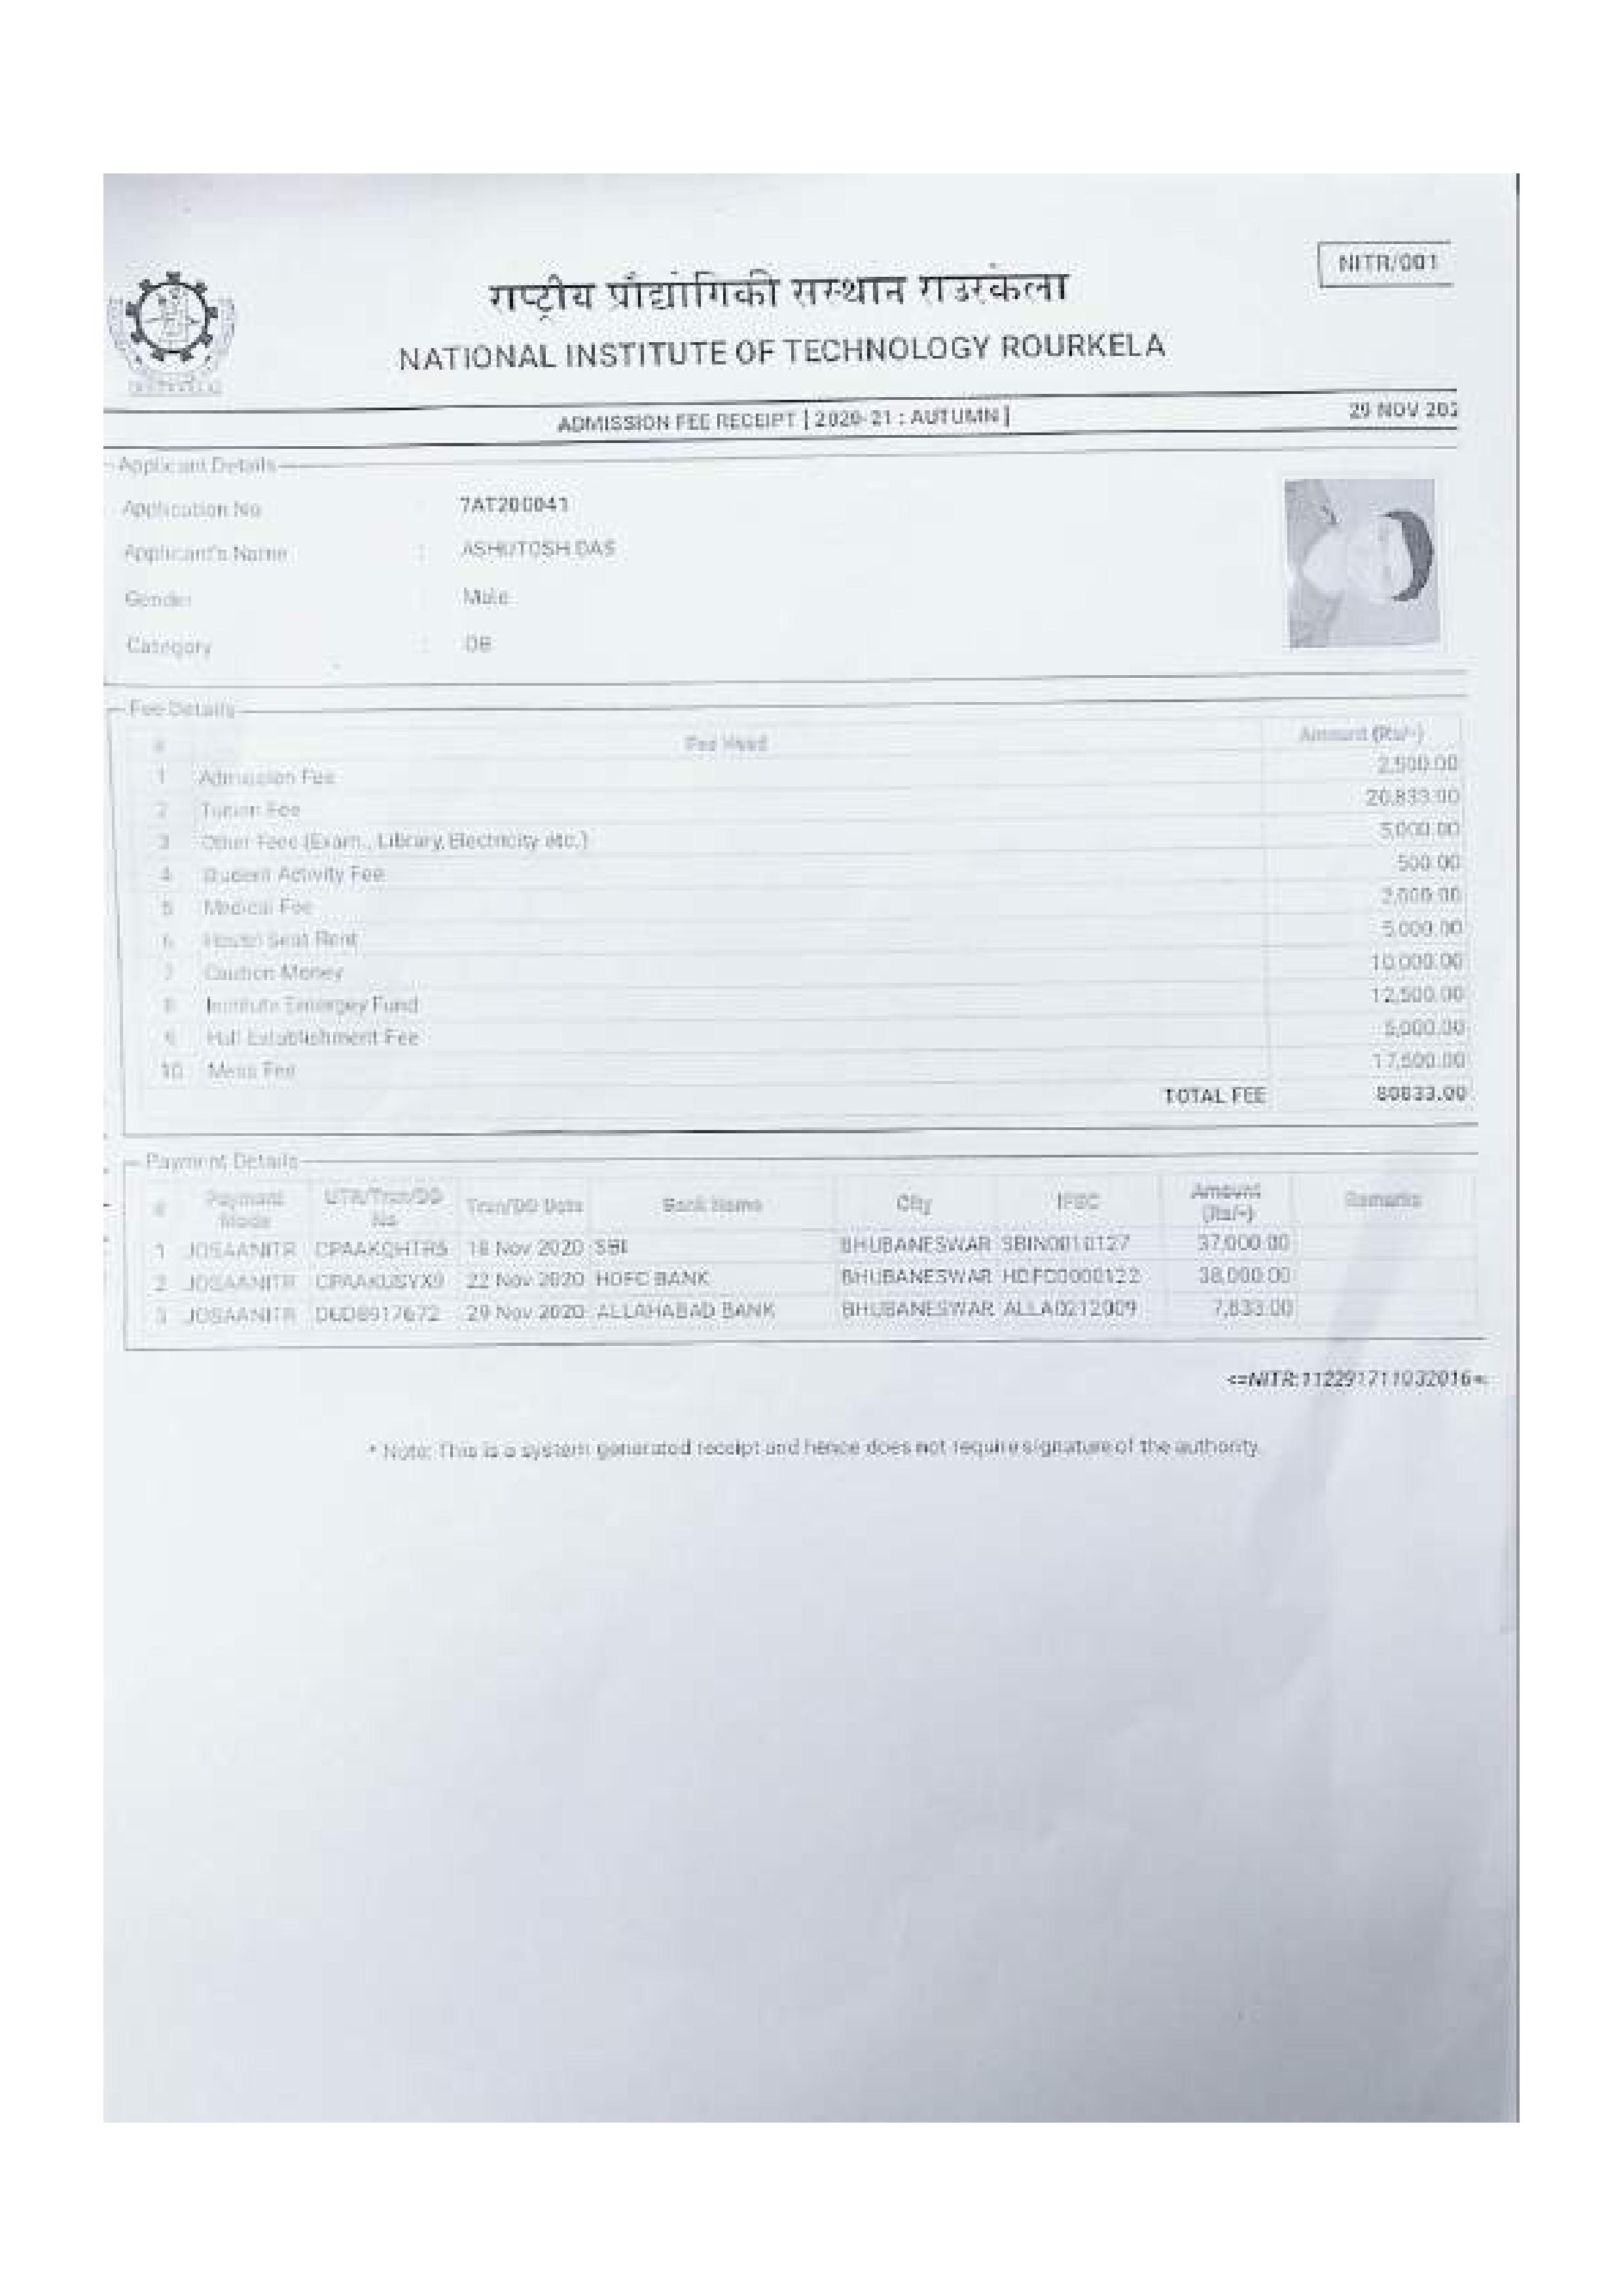 NITR/001
राष्ट्रीय प्रौद्योगिकी संस्थान राउरकेला
NATIONAL INSTITUTE OF TECHNOLOGY ROURKELA
ADMISSION FEE RECEIPT [ 2020-21 : AUTUMN ]
29 NOV 202
Applicant Details
Application No : 7AT200041
Applicant's Name : ASHUTOSH DAS
Gender : Male
Category :
Fee Details
# Fee Head Amount (Rs/-)
1 Admission Fee 2,500.00
2 Tuition Fee 20,833.00
3 Other Fees (Exam., Library, Electricity etc.) 5,000.00
4 Student Activity Fee 500.00
5 Medical Fee 2,000.00
6 Hostel Seat Rent 5,000.00
7 Caution Money 10,000.00
8 Institute Emergey Fund 12,500.00
9 Hall Establishment Fee 5,000.00
10 Mess Fee 17,500.00
TOTAL FEE 80833.00
Payment Details
# Payment Mode UTR/Tran/DD No Tran/DD Date Bank Name City IFSC Amount (Rs/-) Remarks
1 JOSAANITR 18 Nov 2020 SBI BHUBANESWAR SBIN0010127 37,000.00
2 JOSAANITR 22 Nov 2020 HDFC BANK BHUBANESWAR HDFC0000122 38,000.00
3 JOSAANITR 29 Nov 2020 ALLAHABAD BANK BHUBANESWAR ALLA0212009 7,833.00
<=NITR:112291711032016=
* Note: This is a system generated receipt and hence does not require signature of the authority.